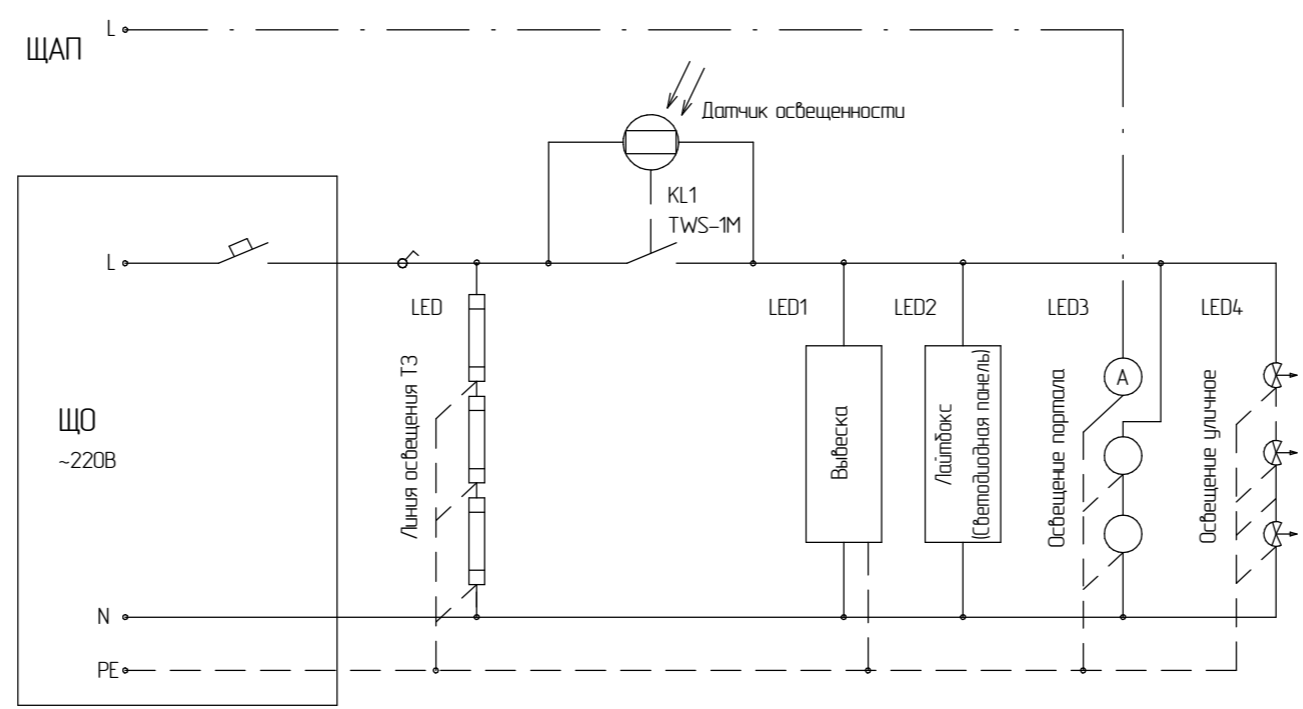 ЩАП
L
Датчик освещенности
KL1
TWS-1M
L
LED
LED1
LED2
LED3
LED4
ЩО
~220В
Линия освещения ТЗ
Вывеска
Лайтбокс
(Светодиодная панель)
Освещение портала
A
Освещение уличное
N
PE